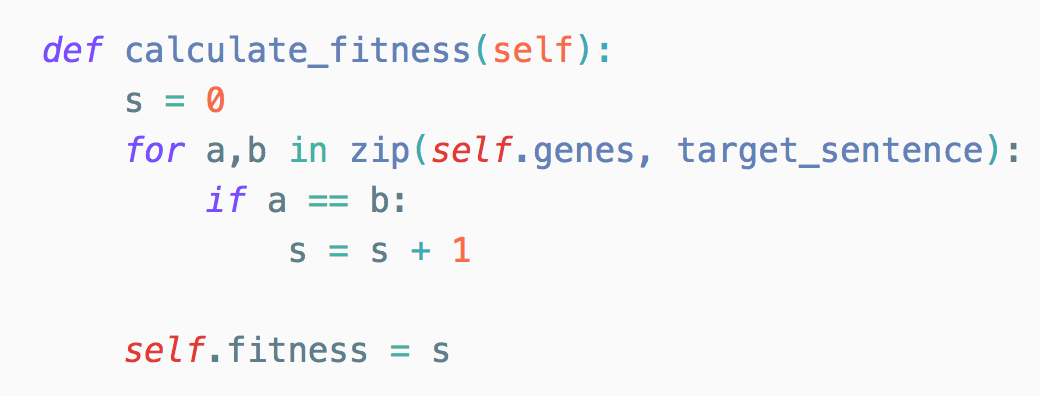 def calculate_fitness(self):
    s = 0
    for a,b in zip(self.genes, target_sentence):
        if a == b:
            s = s + 1

    self.fitness = s